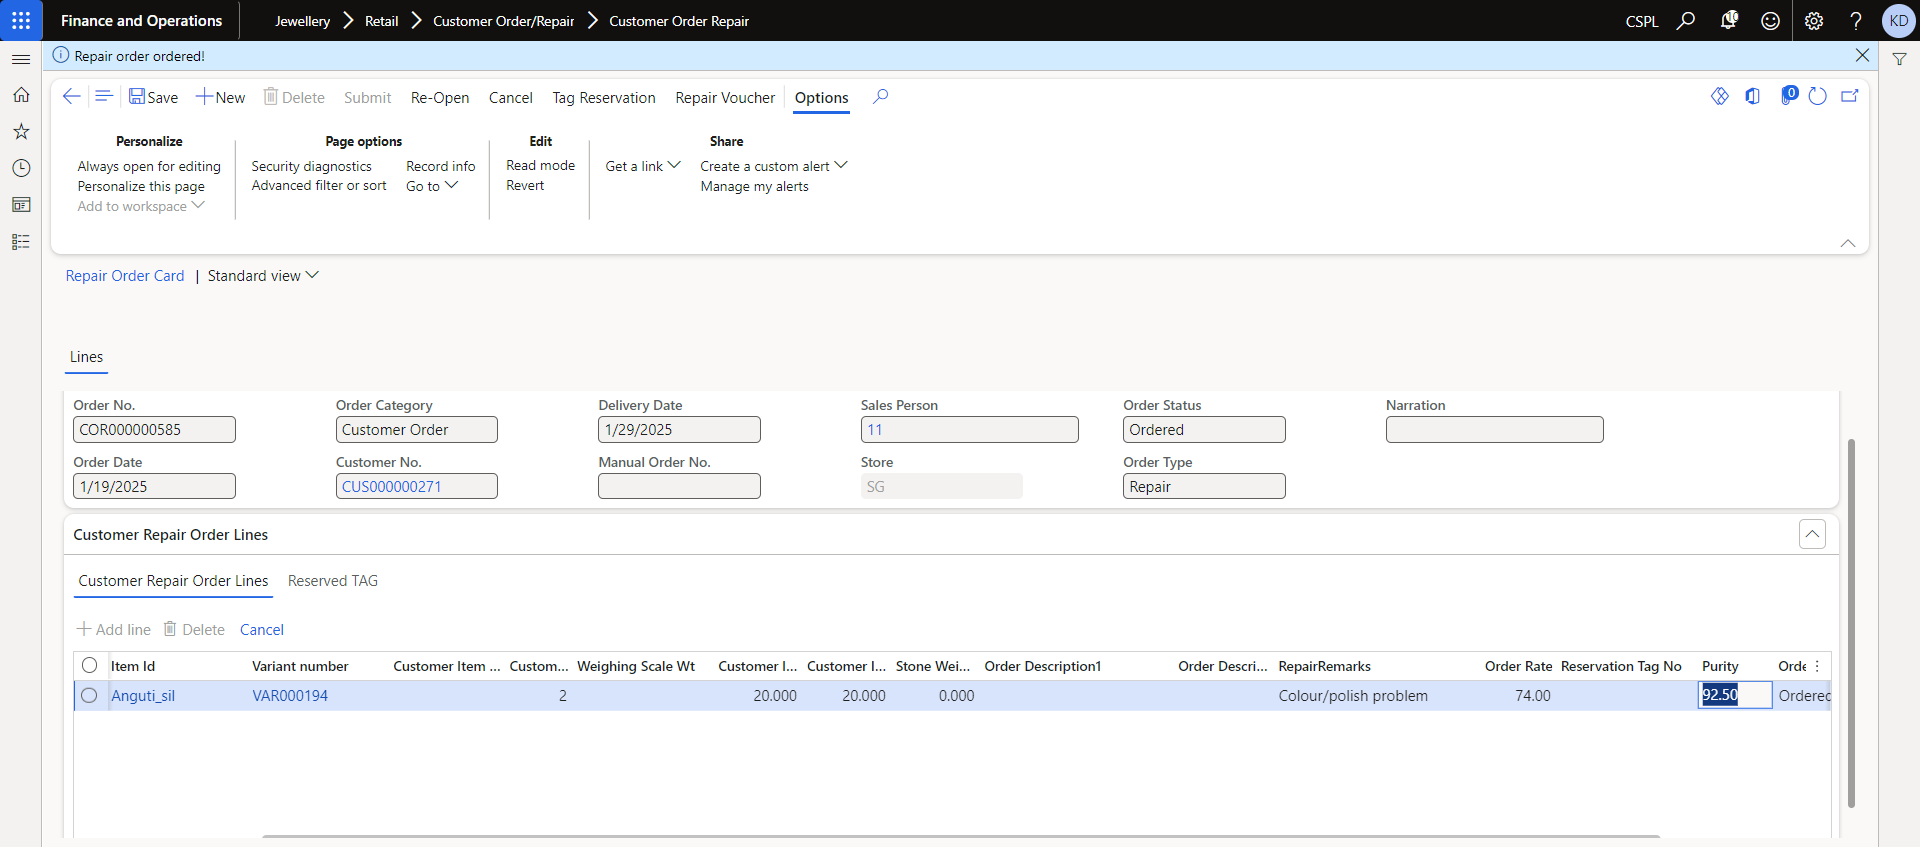 Finance and Operations
Jewellery > Retail > Customer Order/Repair > Customer Order Repair
CSPL
KD
Repair order ordered!
Save
New
Delete
Submit
Re-Open
Cancel
Tag Reservation
Repair Voucher
Options
0
Personalize
Always open for editing
Personalize this page
Add to workspace
Page options
Security diagnostics
Advanced filter or sort
Record info
Go to
Edit
Read mode
Revert
Share
Get a link
Create a custom alert
Manage my alerts
Repair Order Card | Standard view
Lines
Order No. Order Category Delivery Date Sales Person Order Status Narration
COR000000585 Customer Order 1/29/2025 11 Ordered
Order Date Customer No. Manual Order No. Store Order Type
1/19/2025 CUS000000271 SG Repair
Customer Repair Order Lines
Customer Repair Order Lines Reserved TAG
Add line Delete Cancel
Item Id Variant number Customer Item ... Custom... Weighing Scale Wt Customer I... Customer I... Stone Wei... Order Description1 Order Descri... RepairRemarks Order Rate Reservation Tag No Purity Orde
Anguti_sil VAR000194 2 20.000 20.000 0.000 Colour/polish problem 74.00 92.50 Ordered